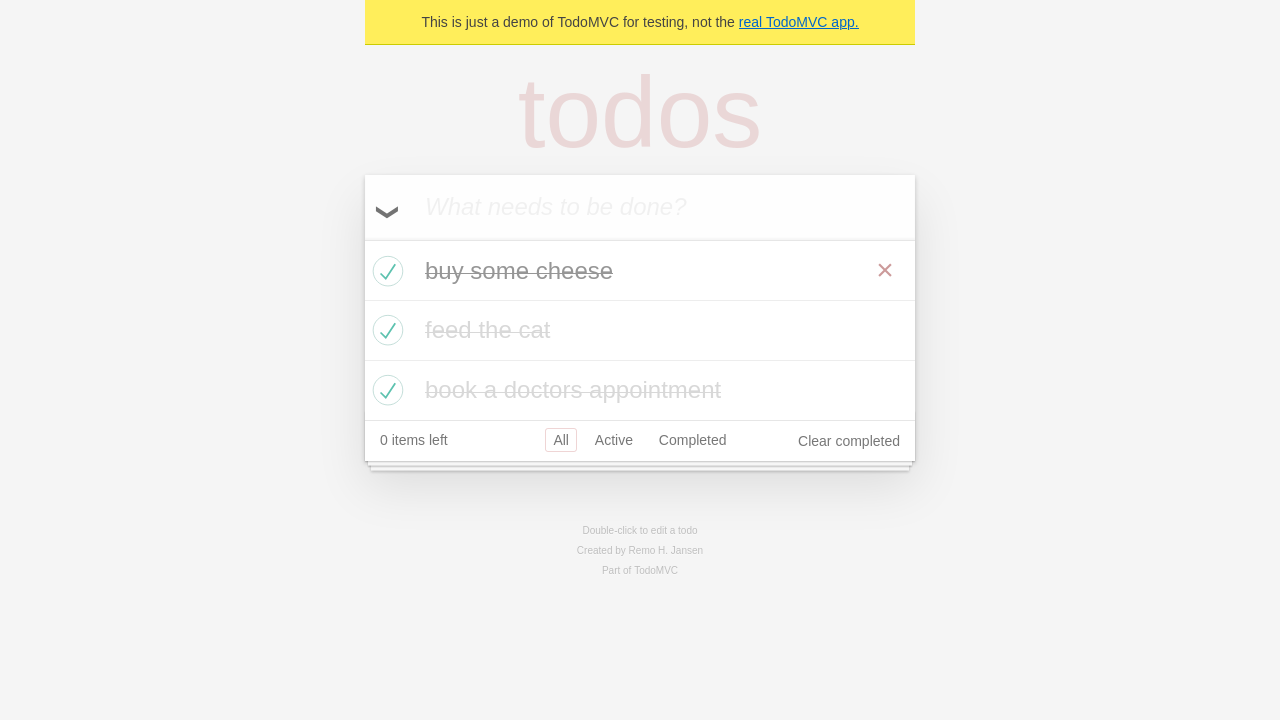 This is just a demo of TodoMVC for testing, not the real TodoMVC app.
todos
What needs to be done?
buy some cheese
feed the cat
book a doctors appointment
0 items left All Active Completed Clear completed
Double-click to edit a todo
Created by Remo H. Jansen
Part of TodoMVC